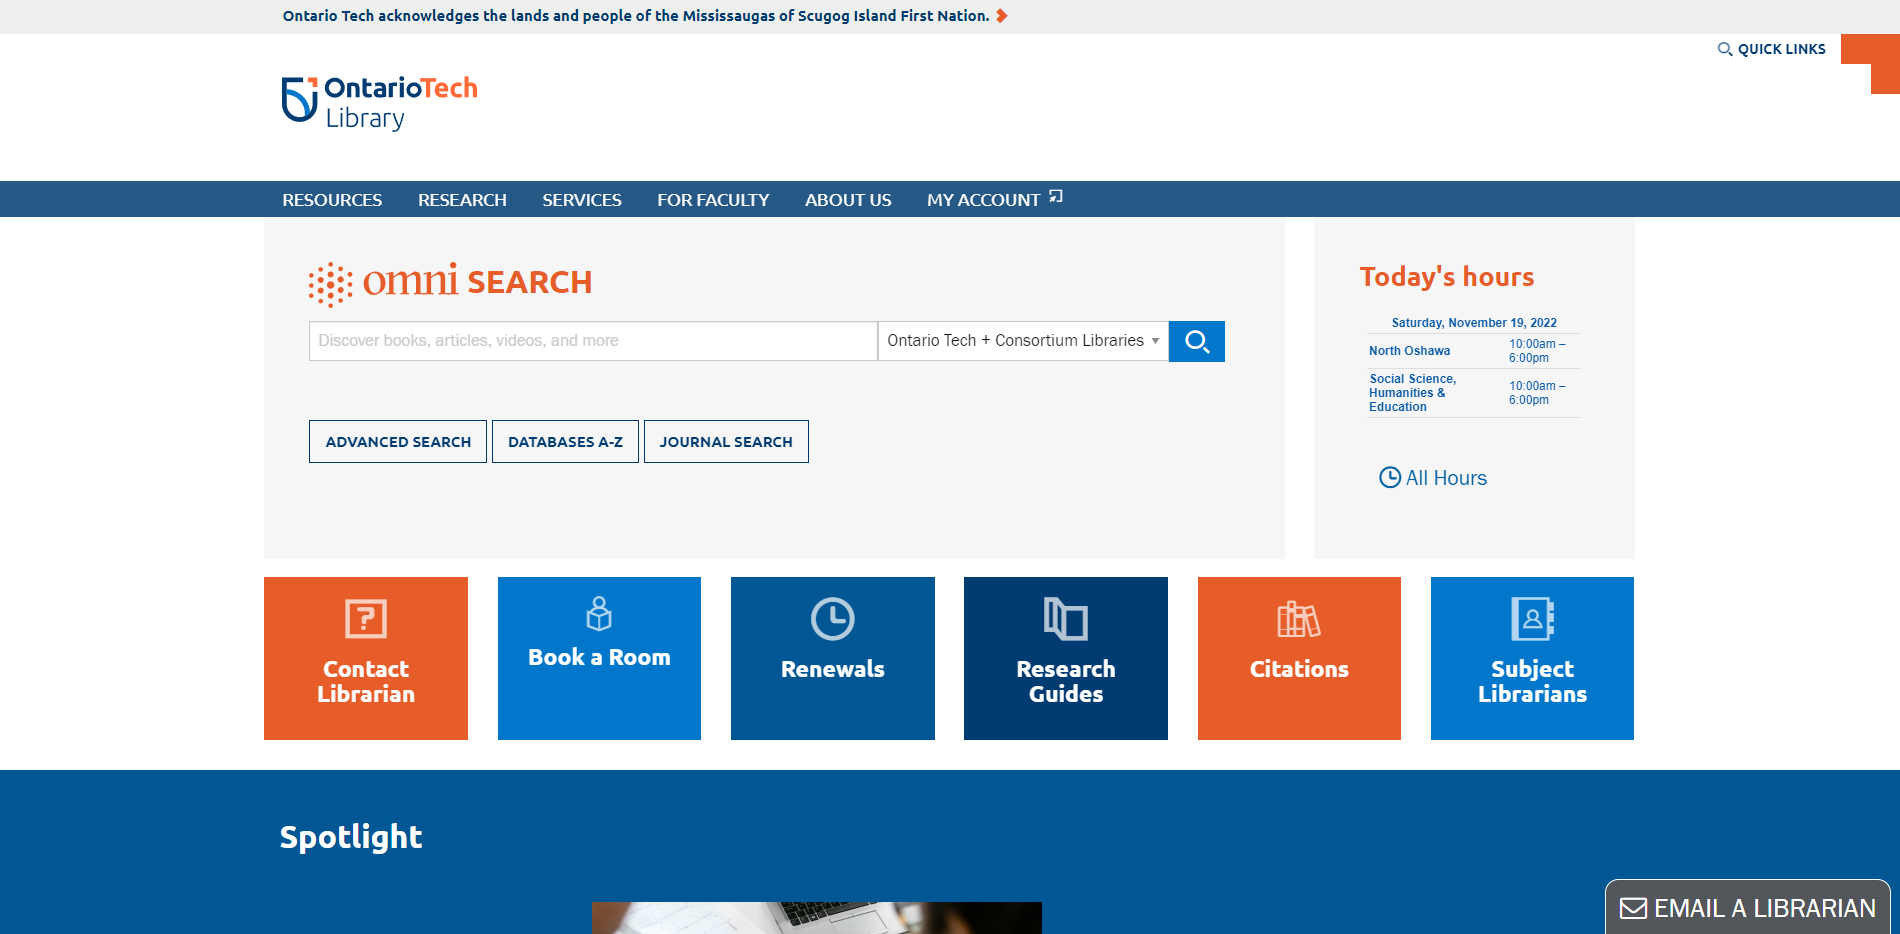 Ontario Tech acknowledges the lands and people of the Mississaugas of Scugog Island First Nation.
QUICK LINKS
OntarioTech
Library
RESOURCES RESEARCH SERVICES FOR FACULTY ABOUT US MY ACCOUNT
omni SEARCH
Discover books, articles, videos, and more
Ontario Tech + Consortium Libraries
ADVANCED SEARCH DATABASES A-Z JOURNAL SEARCH
Today's hours
Saturday, November 19, 2022
North Oshawa 10:00am –
6:00pm
Social Science,
Humanities &
Education
10:00am –
6:00pm
All Hours
Contact
Librarian
Book a Room
Renewals
Research
Guides
Citations
Subject
Librarians
Spotlight
EMAIL A LIBRARIAN